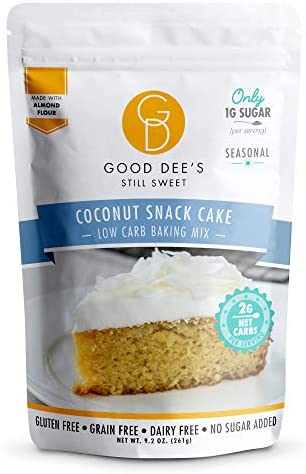 MADE WITH
ALMOND
FLOUR
GD
Only
1G SUGAR
(per serving)
SEASONAL
GOOD DEE'S
STILL SWEET
COCONUT SNACK CAKE
LOW CARB BAKING MIX
2G
NET
CARBS
PER SERVING
GLUTEN FREE • GRAIN FREE • DAIRY FREE • NO SUGAR ADDED
NET WT. 9.2 OZ. (261g)